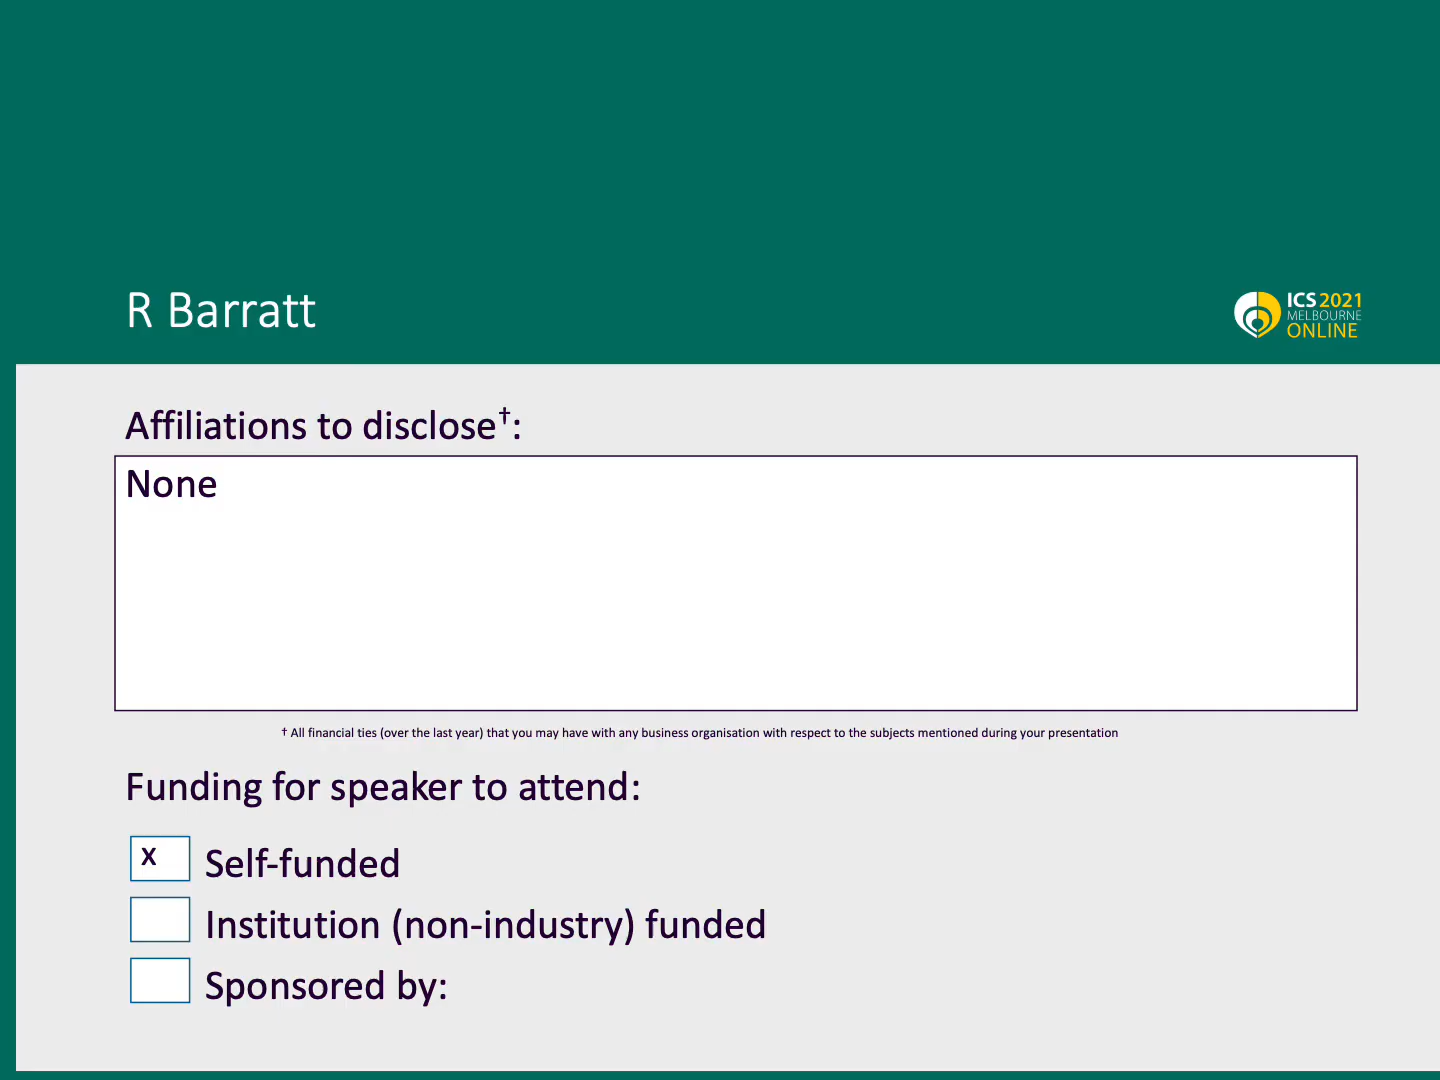 R Barratt
ICS 2021
MELBOURNE
ONLINE
Affiliations to disclose†:
None
† All financial ties (over the last year) that you may have with any business organisation with respect to the subjects mentioned during your presentation
Funding for speaker to attend:
x Self-funded
Institution (non-industry) funded
Sponsored by: